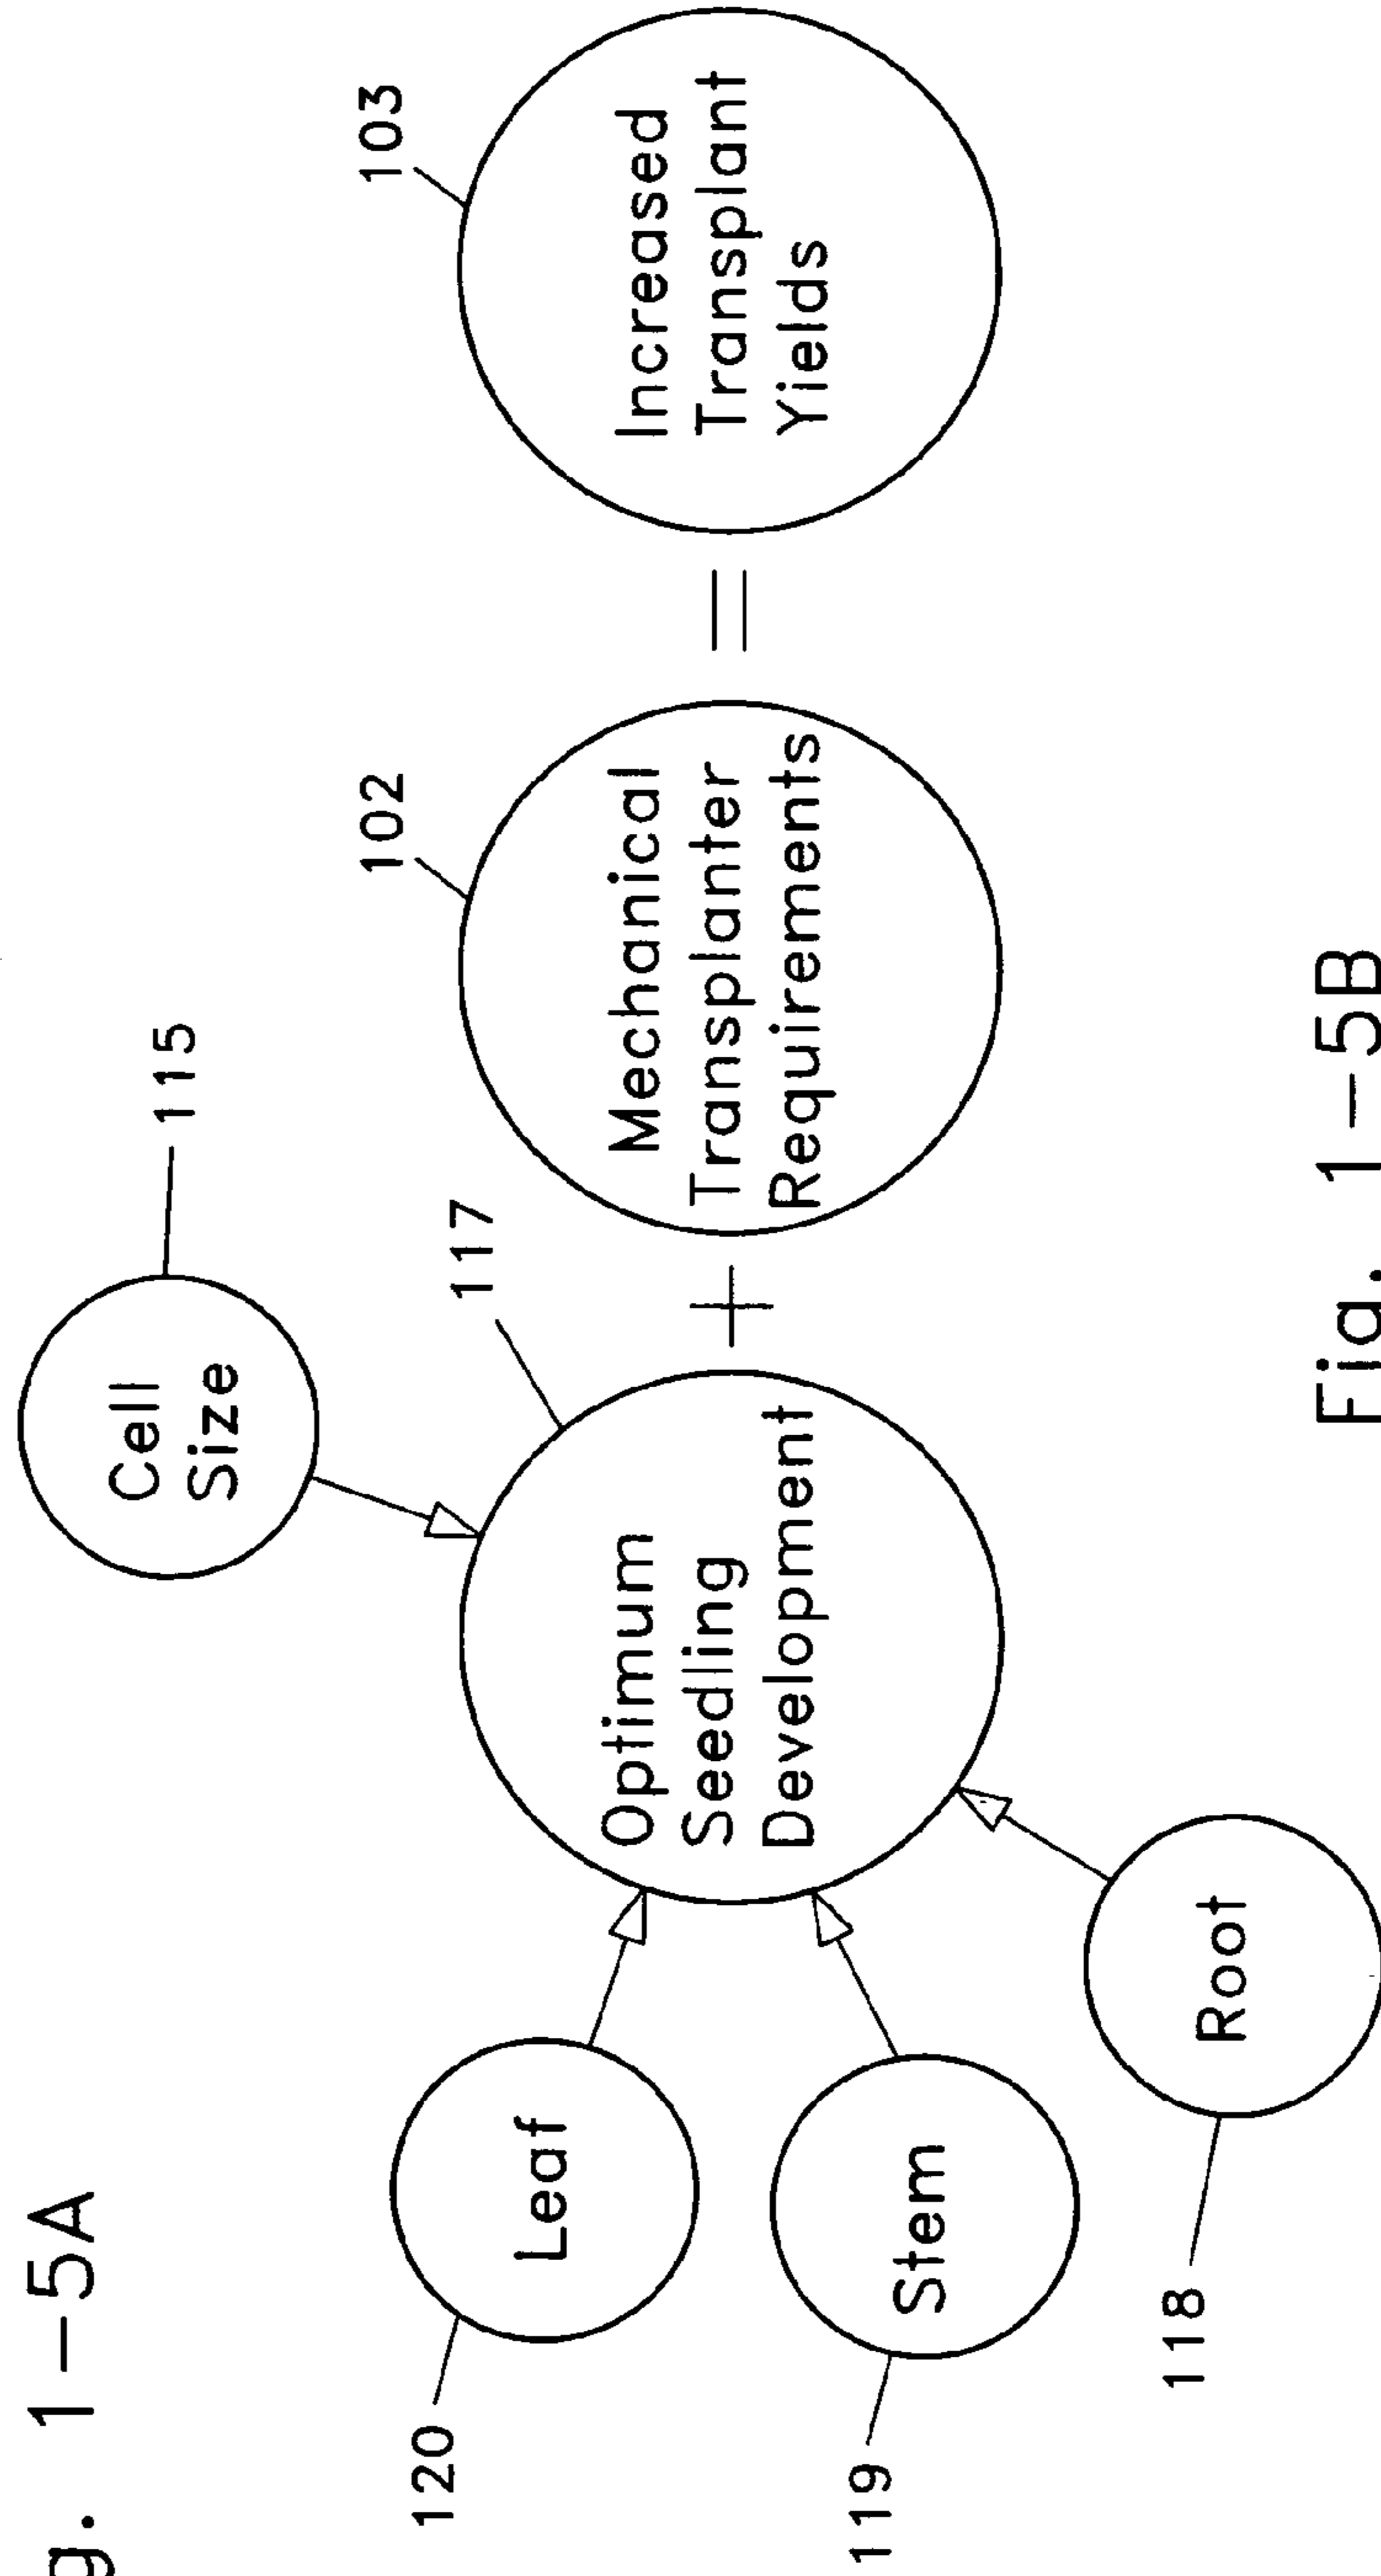 g. 1-5A
Cell
Size
115
117
102
103
120
Leaf
Optimum
Seedling
Development
+
Mechanical
Transplanter
Requirements
=
Increased
Transplant
Yields
119
Stem
118
Root
Fig. 1-5B